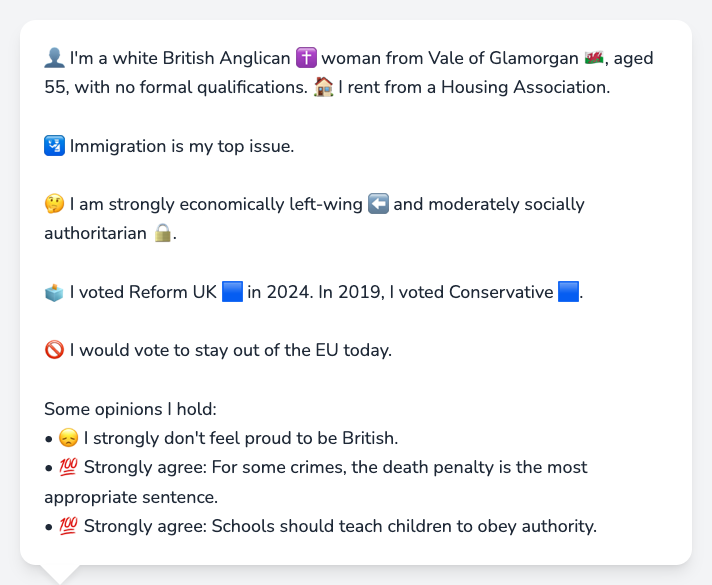 👤 I'm a white British Anglican ✝️ woman from Vale of Glamorgan 🏴󠁧󠁢󠁷󠁬󠁳󠁿, aged
55, with no formal qualifications. 🏠 I rent from a Housing Association.
🛂 Immigration is my top issue.
🤔 I am strongly economically left-wing ⬅️ and moderately socially
authoritarian 🔒.
🗳️ I voted Reform UK 🟦 in 2024. In 2019, I voted Conservative 🟦.
🚫 I would vote to stay out of the EU today.
Some opinions I hold:
• 😞 I strongly don't feel proud to be British.
• 💯 Strongly agree: For some crimes, the death penalty is the most
appropriate sentence.
• 💯 Strongly agree: Schools should teach children to obey authority.